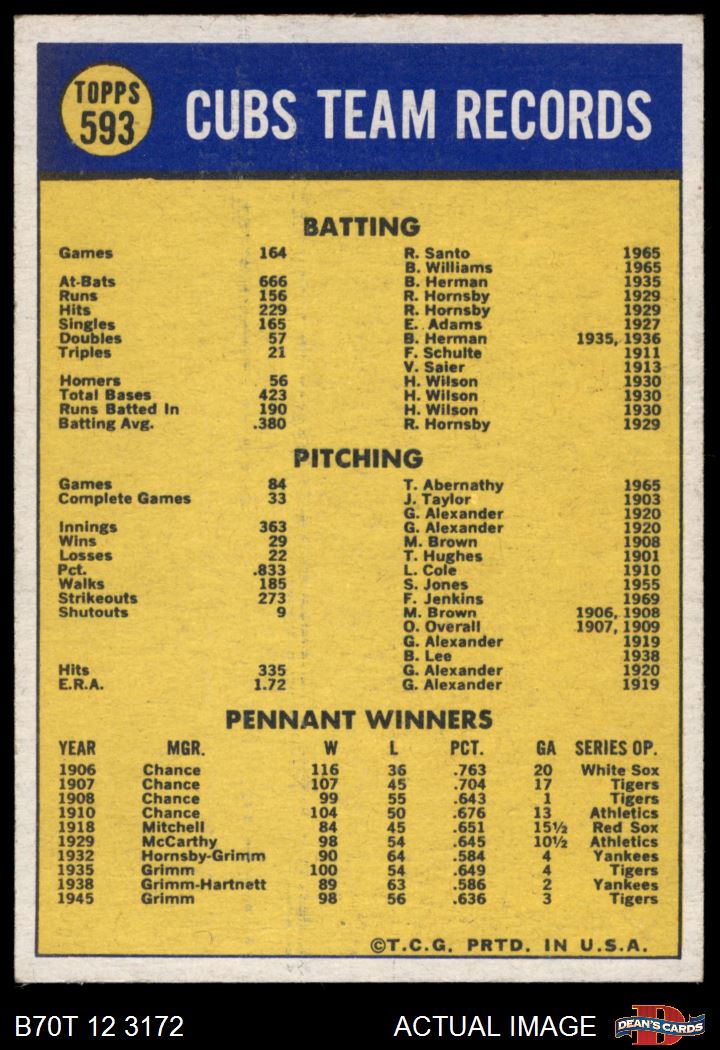 TOPPS
593
CUBS TEAM RECORDS
BATTING
Games 164 R. Santo 1965
B. Williams 1965
At-Bats 666 B. Herman 1935
Runs 156 R. Hornsby 1929
Hits 229 R. Hornsby 1929
Singles 165 E. Adams 1927
Doubles 57 B. Herman 1935, 1936
Triples 21 F. Schulte 1911
V. Saier 1913
Homers 56 H. Wilson 1930
Total Bases 423 H. Wilson 1930
Runs Batted In 190 H. Wilson 1930
Batting Avg. .380 R. Hornsby 1929
PITCHING
Games 84 T. Abernathy 1965
Complete Games 33 J. Taylor 1903
G. Alexander 1920
Innings 363 G. Alexander 1920
Wins 29 M. Brown 1908
Losses 22 T. Hughes 1901
Pct. .833 L. Cole 1910
Walks 185 S. Jones 1955
Strikeouts 273 F. Jenkins 1969
Shutouts 9 M. Brown 1906, 1908
O. Overall 1907, 1909
G. Alexander 1919
B. Lee 1938
Hits 335 G. Alexander 1920
E.R.A. 1.72 G. Alexander 1919
PENNANT WINNERS
YEAR MGR. W L PCT. GA SERIES OP.
1906 Chance 116 36 .763 20 White Sox
1907 Chance 107 45 .704 17 Tigers
1908 Chance 99 55 .643 1 Tigers
1910 Chance 104 50 .676 13 Athletics
1918 Mitchell 84 45 .651 15½ Red Sox
1929 McCarthy 98 54 .645 10½ Athletics
1932 Hornsby-Grimm 90 64 .584 4 Yankees
1935 Grimm 100 54 .649 4 Tigers
1938 Grimm-Hartnett 89 63 .586 2 Yankees
1945 Grimm 98 56 .636 3 Tigers
©T.C.G. PRTD. IN U.S.A.
B70T 12 3172 ACTUAL IMAGE DEAN'S CARDS